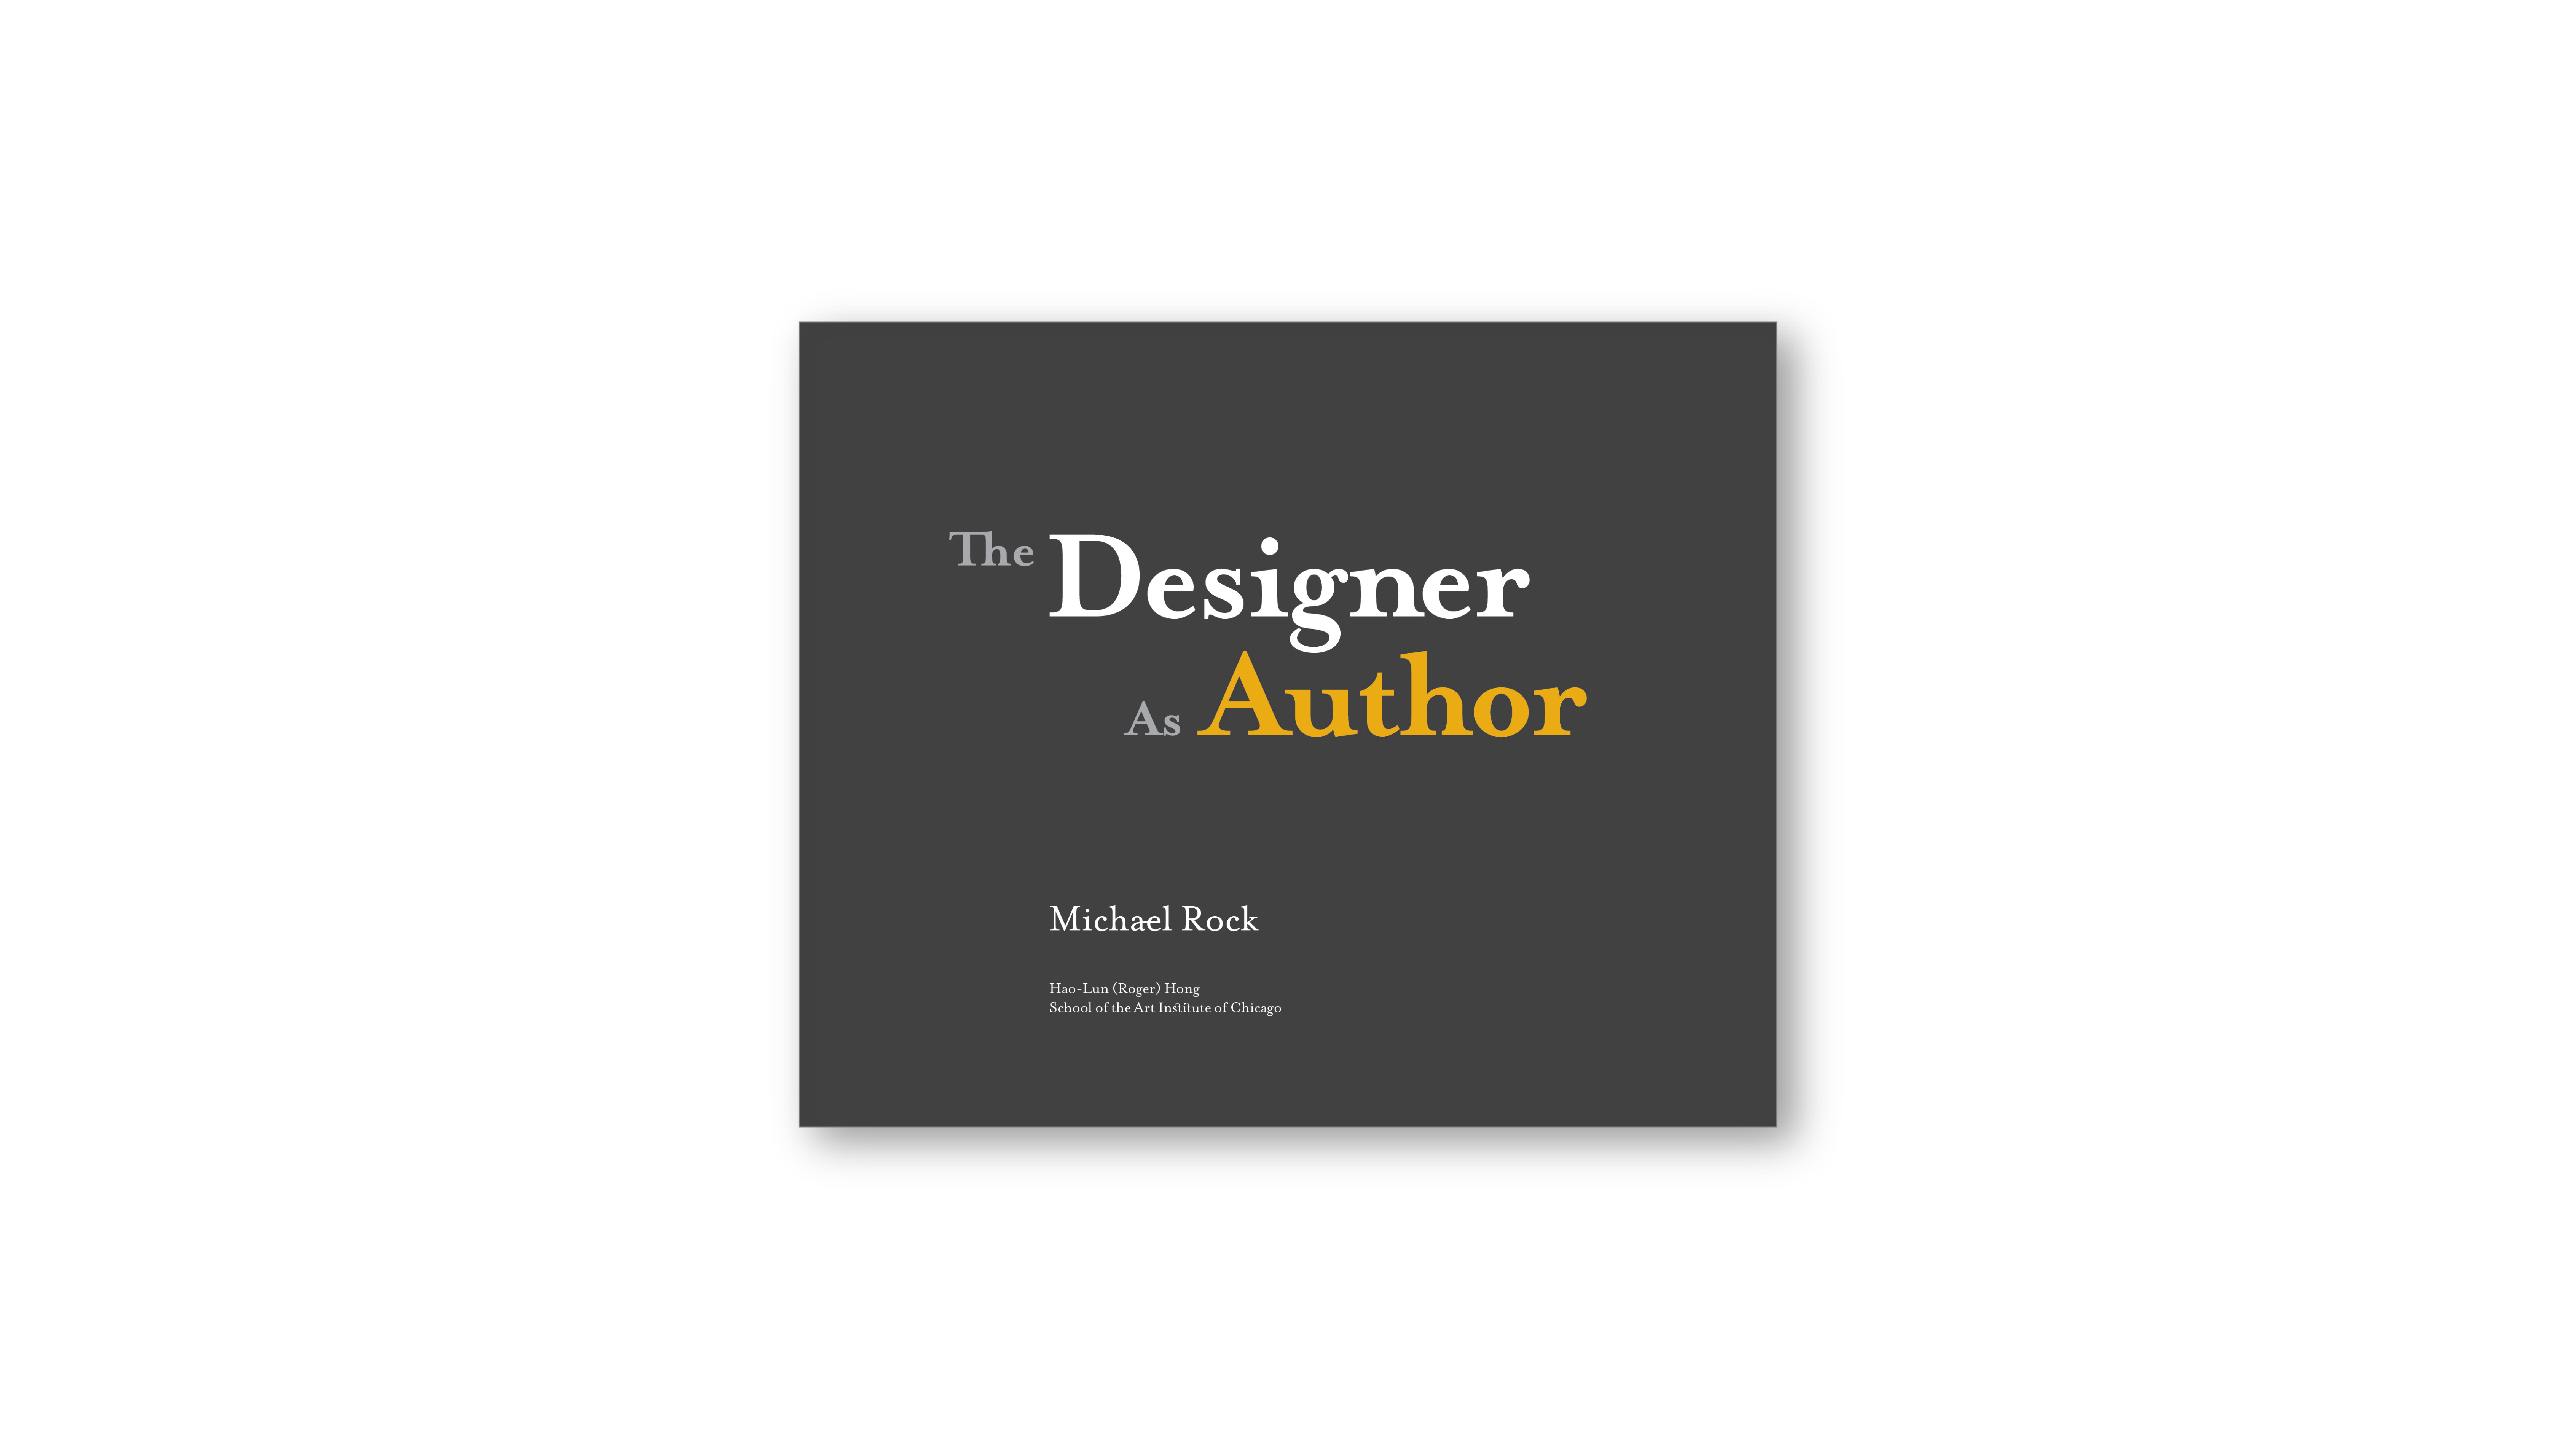 The Designer
As Author
Michael Rock
Hao-Lun (Roger) Hong
School of the Art Institute of Chicago